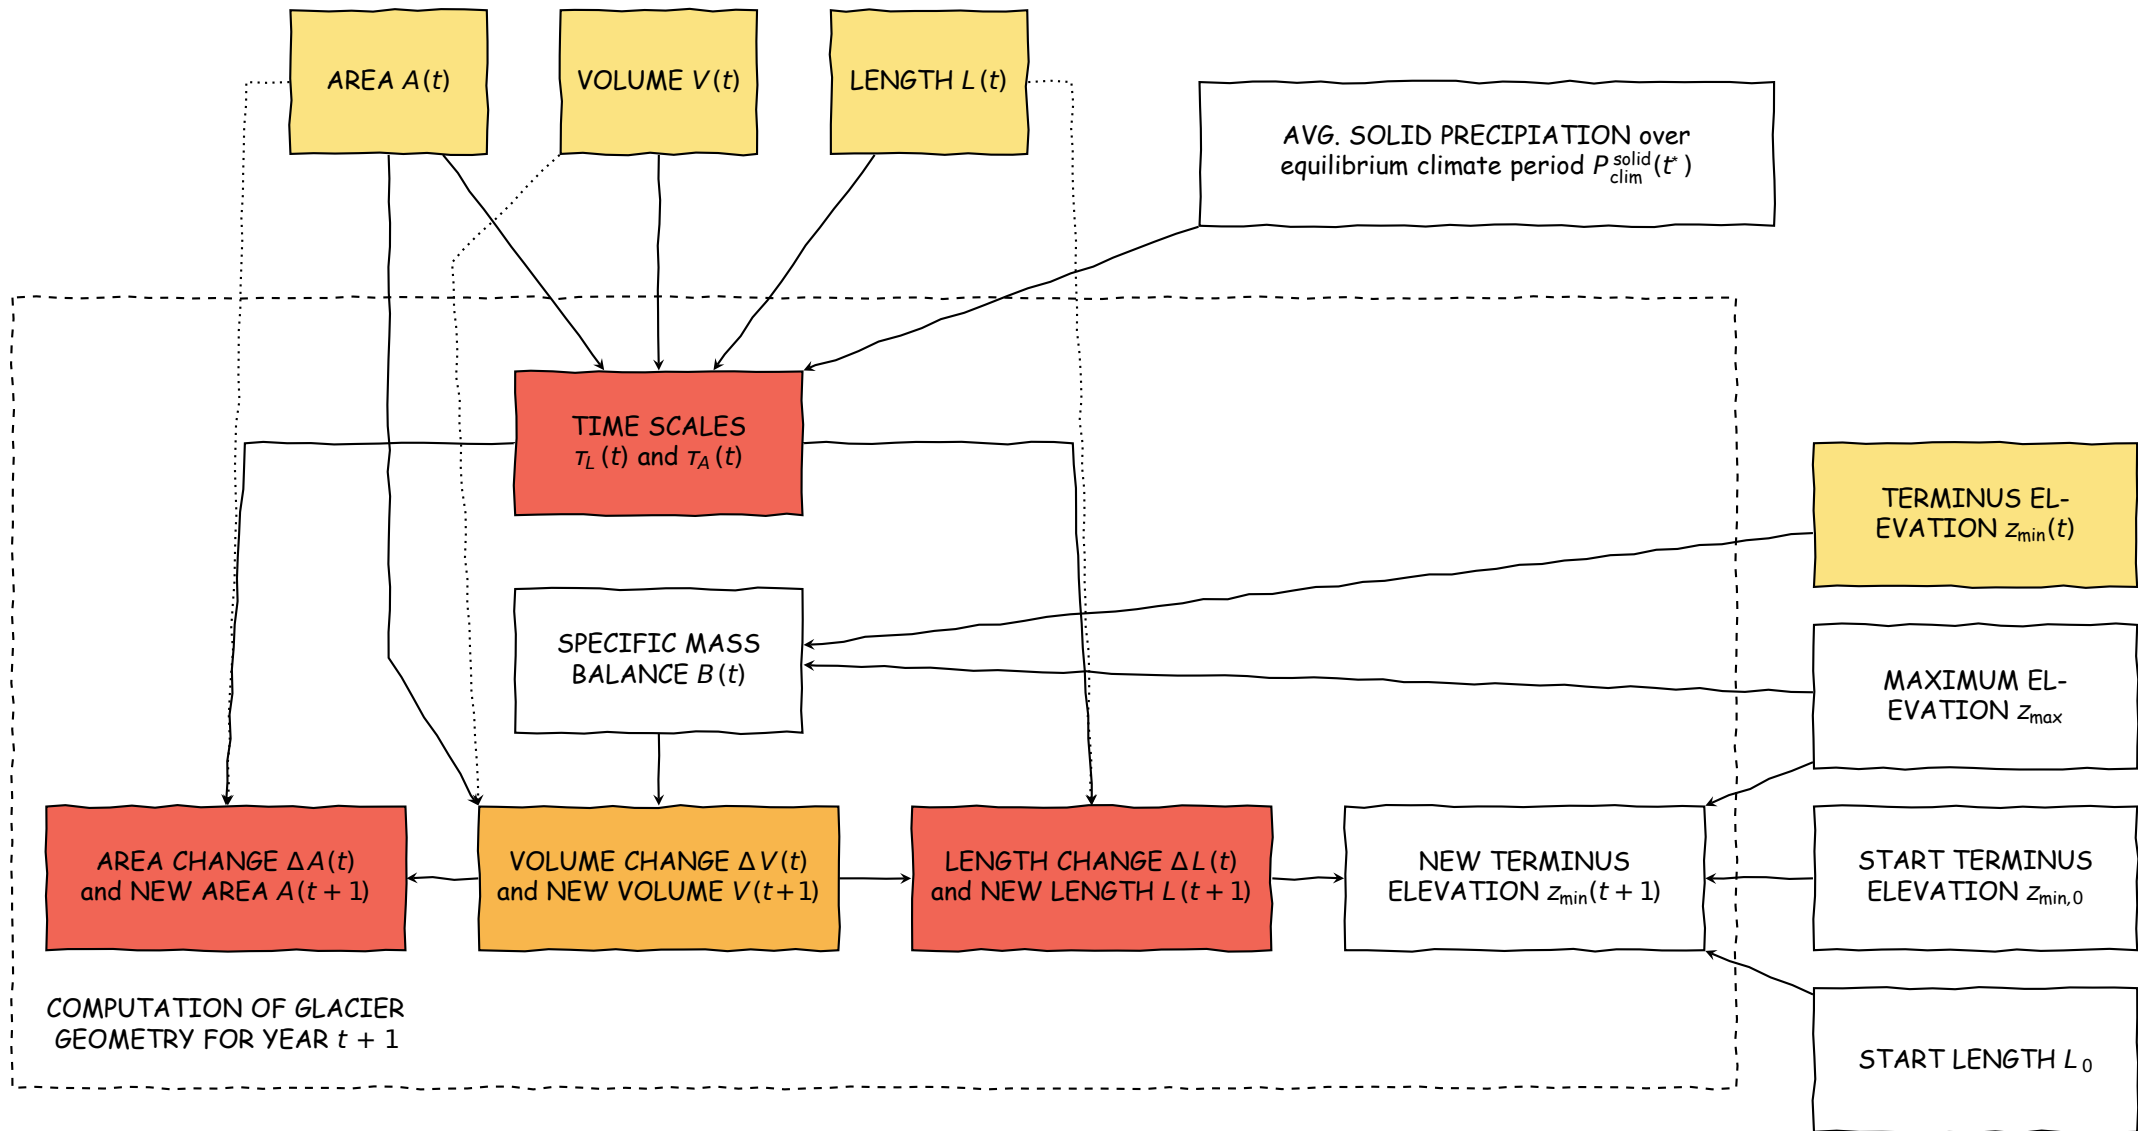 AREA A(t)
VOLUME V(t)
LENGTH L(t)
AVG. SOLID PRECIPIATION over
equilibrium climate period P_clim^solid(t*)
TIME SCALES
τ_L(t) and τ_A(t)
TERMINUS EL-
EVATION z_min(t)
SPECIFIC MASS
BALANCE B(t)
MAXIMUM EL-
EVATION z_max
AREA CHANGE ΔA(t)
and NEW AREA A(t+1)
VOLUME CHANGE ΔV(t)
and NEW VOLUME V(t+1)
LENGTH CHANGE ΔL(t)
and NEW LENGTH L(t+1)
NEW TERMINUS
ELEVATION z_min(t+1)
START TERMINUS
ELEVATION z_min,0
COMPUTATION OF GLACIER
GEOMETRY FOR YEAR t + 1
START LENGTH L_0